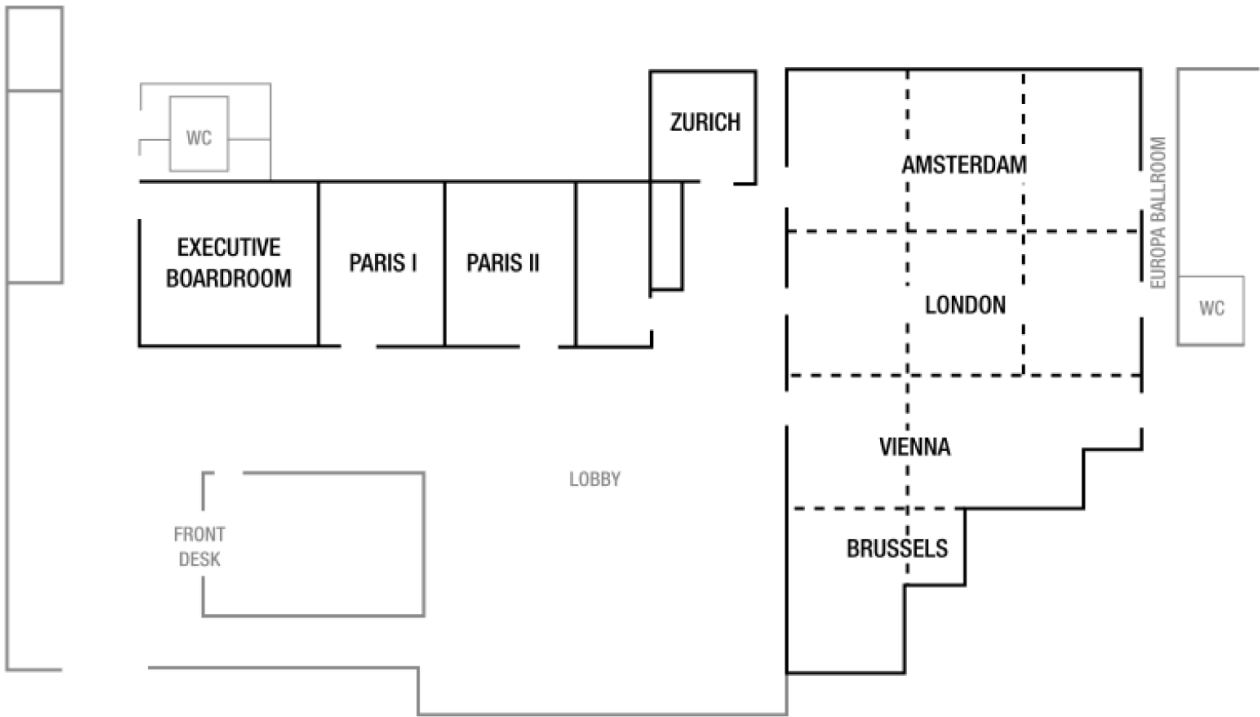 ZURICH
WC
AMSTERDAM
EUROPA BALLROOM
EXECUTIVE
BOARDROOM
PARIS I
PARIS II
LONDON
WC
VIENNA
LOBBY
FRONT
DESK
BRUSSELS